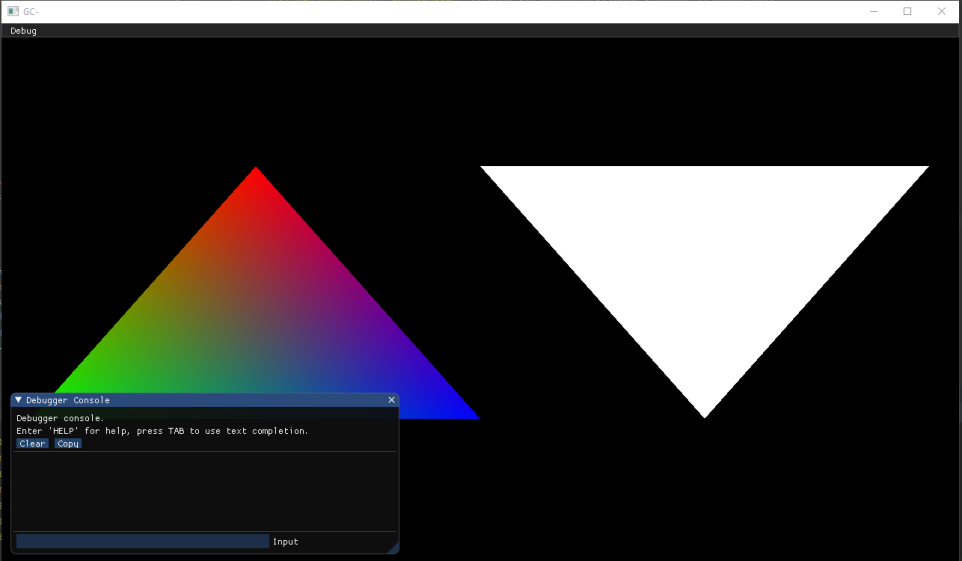 GC-
Debug
Debugger Console
Debugger console.
Enter 'HELP' for help, press TAB to use text completion.
Clear Copy
Input